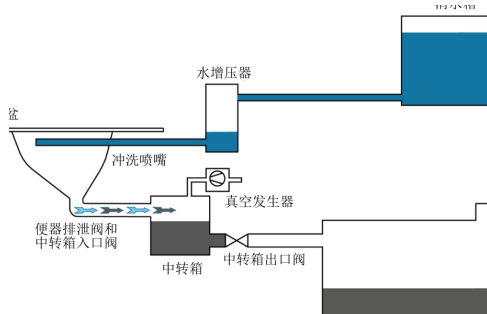 水增压器
盆
冲洗喷嘴
真空发生器
便器排泄阀和
中转箱入口阀
中转箱出口阀
中转箱